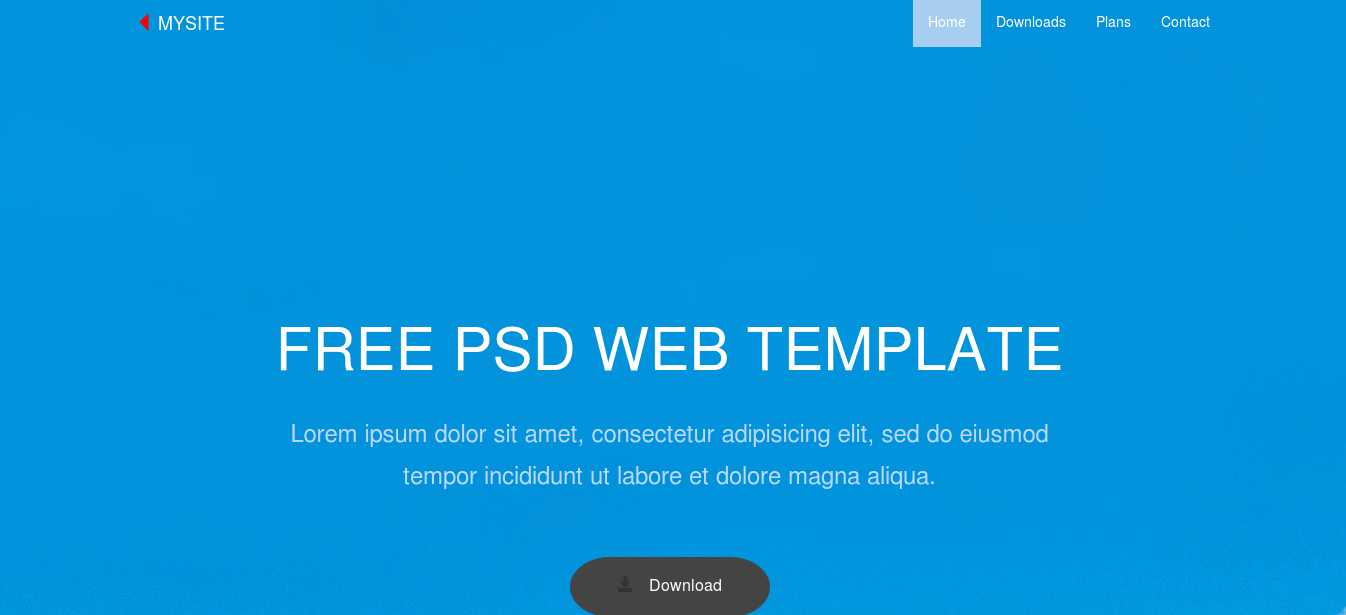 MYSITE
Home Downloads Plans Contact
FREE PSD WEB TEMPLATE
Lorem ipsum dolor sit amet, consectetur adipisicing elit, sed do eiusmod
tempor incididunt ut labore et dolore magna aliqua.
Download